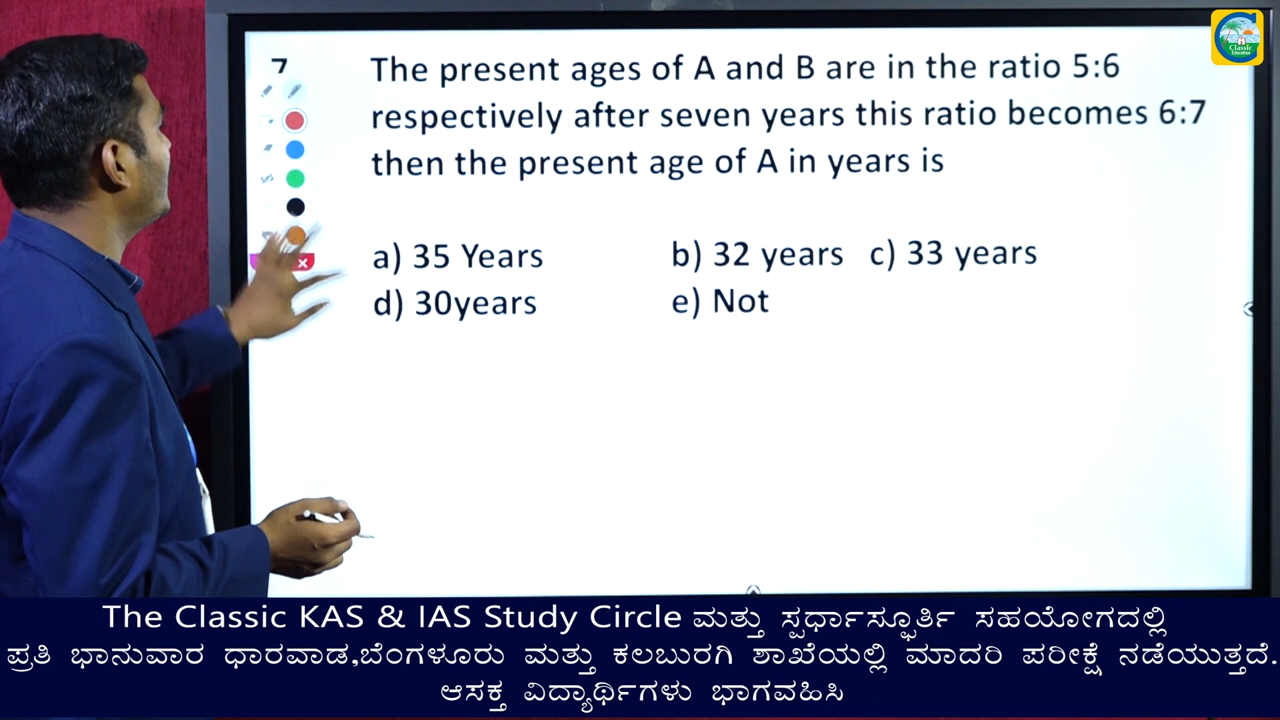 Classic
Education
7
The present ages of A and B are in the ratio 5:6
respectively after seven years this ratio becomes 6:7
then the present age of A in years is
a) 35 Years b) 32 years c) 33 years
d) 30years e) Not
The Classic KAS & IAS Study Circle ಮತ್ತು ಸ್ಪರ್ಧಾಸ್ಫೂರ್ತಿ ಸಹಯೋಗದಲ್ಲಿ
ಪ್ರತಿ ಭಾನುವಾರ ಧಾರವಾಡ,ಬೆಂಗಳೂರು ಮತ್ತು ಕಲಬುರಗಿ ಶಾಖೆಯಲ್ಲಿ ಮಾದರಿ ಪರೀಕ್ಷೆ ನಡೆಯುತ್ತದೆ.
ಆಸಕ್ತ ವಿದ್ಯಾರ್ಥಿಗಳು ಭಾಗವಹಿಸಿ